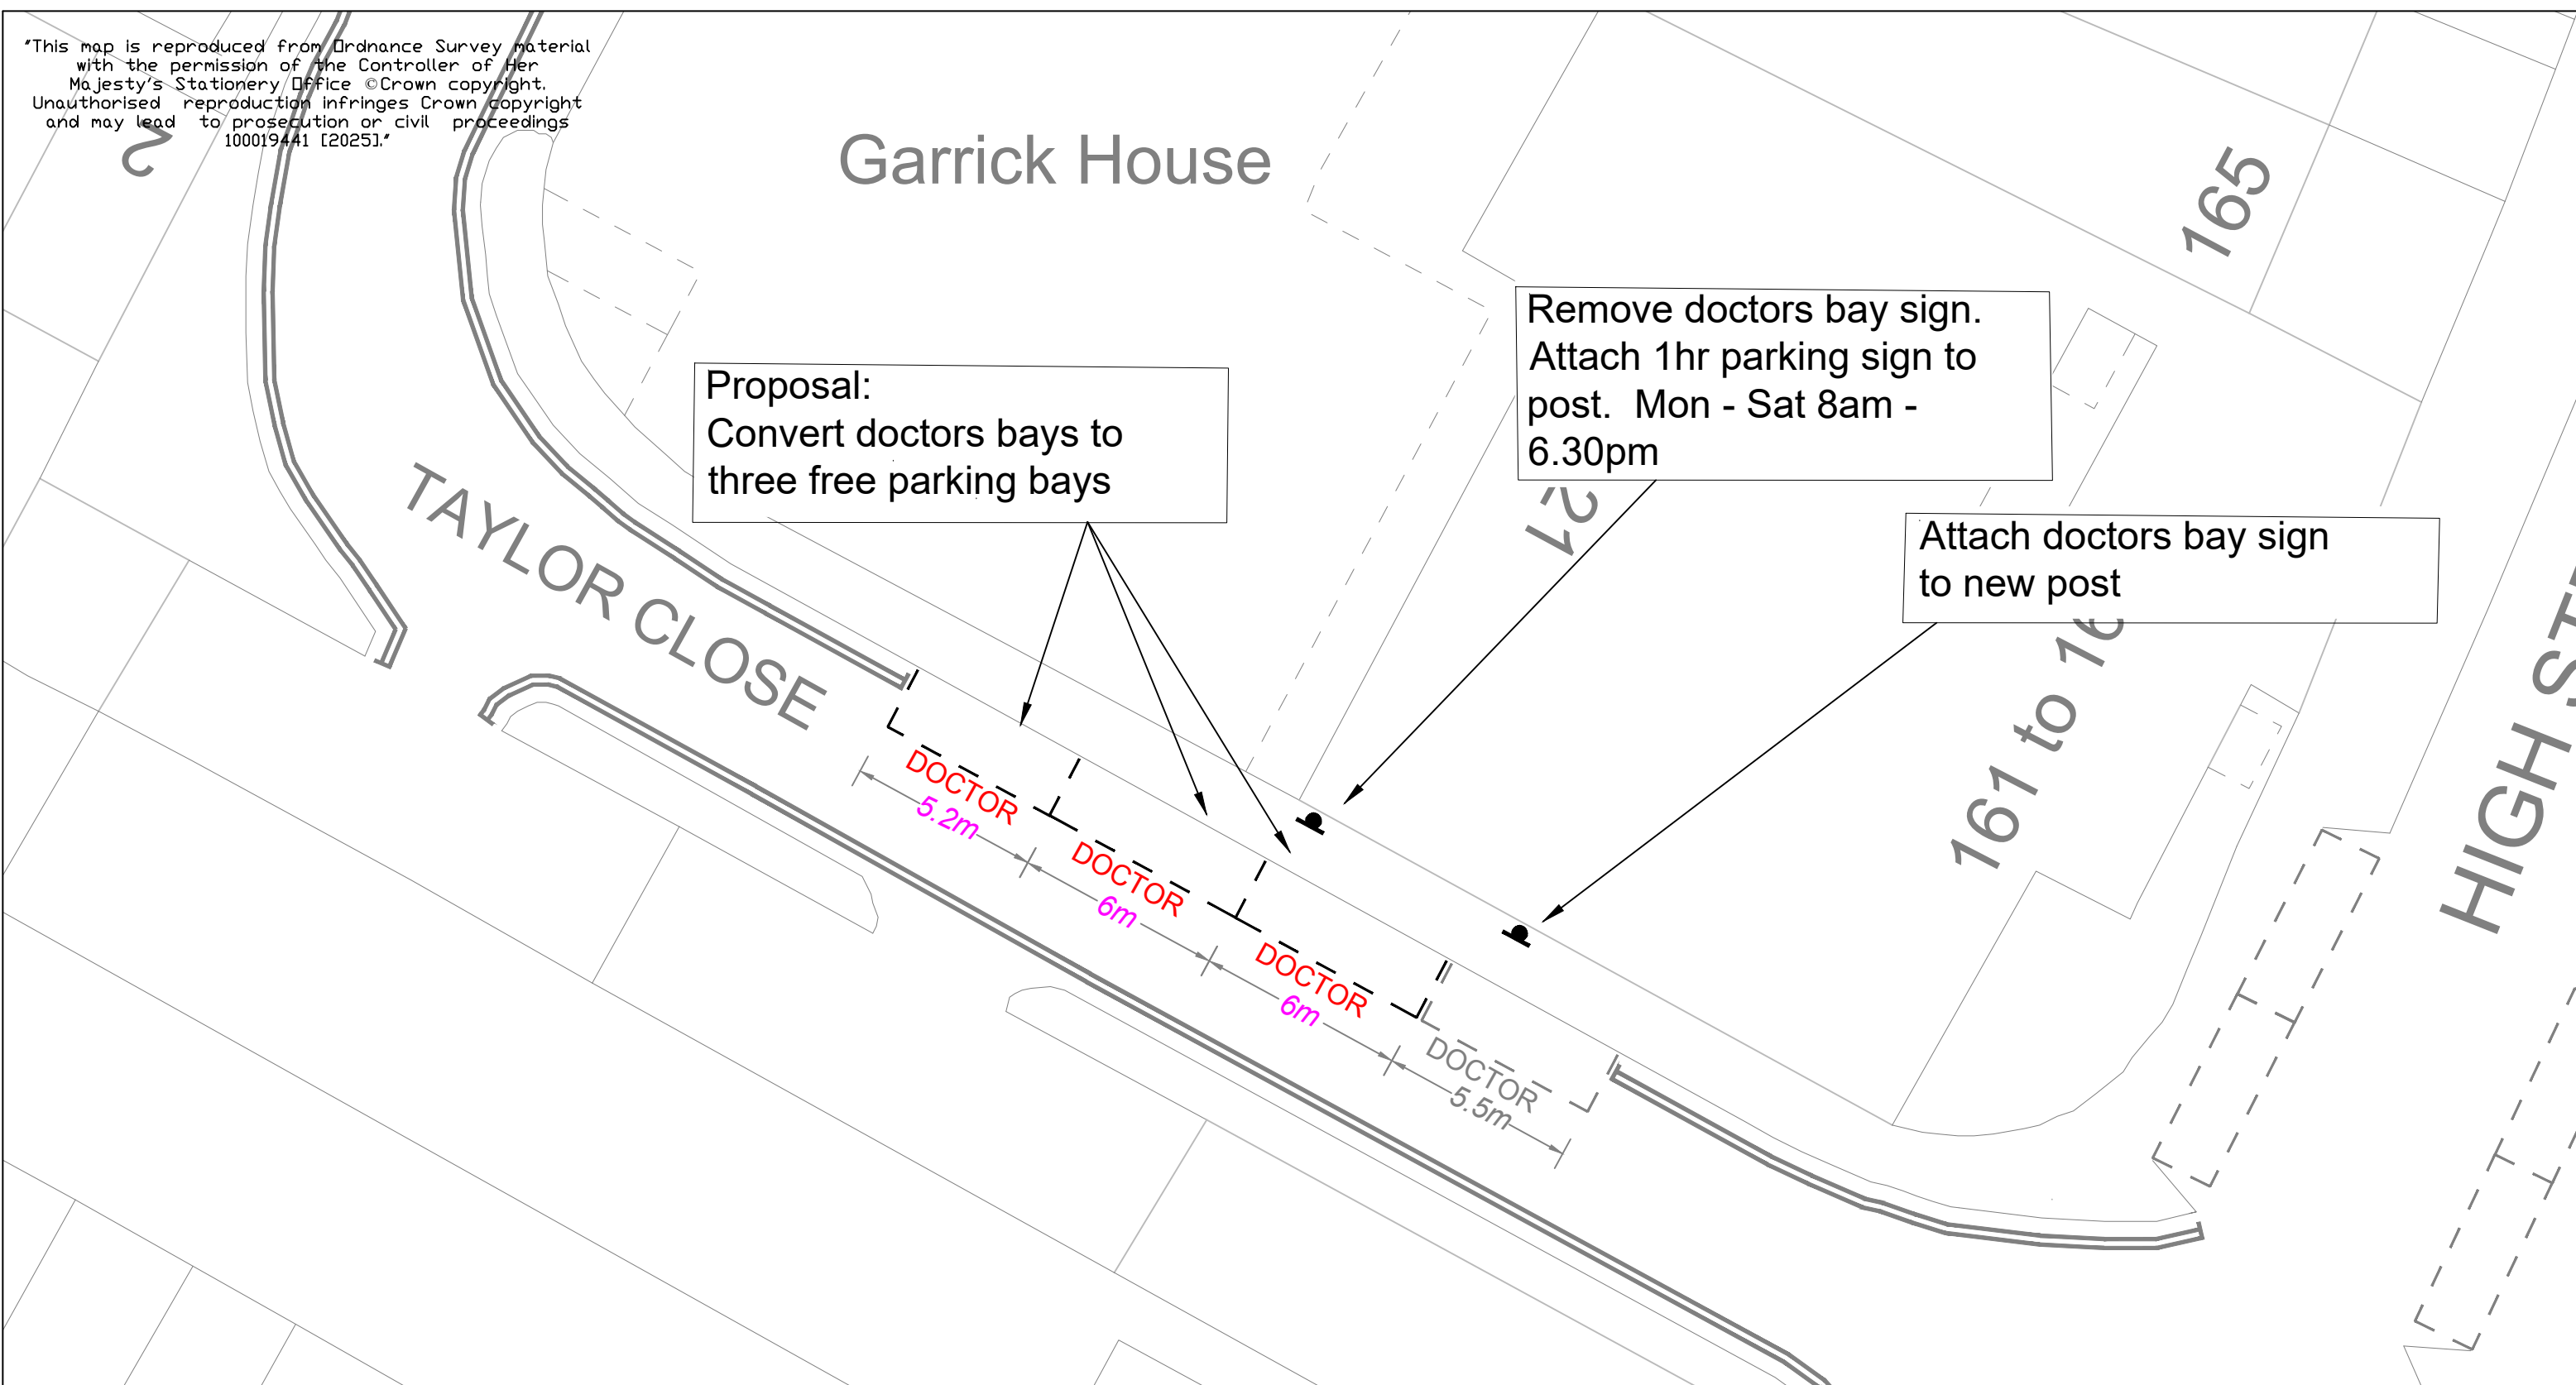 "This map is reproduced from Ordnance Survey material
with the permission of the Controller of Her
Majesty's Stationery Office ©Crown copyright.
Unauthorised reproduction infringes Crown copyright
and may lead to prosecution or civil proceedings
100019441 [2025]."
2
Garrick House
165
Remove doctors bay sign.
Attach 1hr parking sign to
post. Mon - Sat 8am -
6.30pm
Proposal:
Convert doctors bays to
three free parking bays
21
Attach doctors bay sign
to new post
TAYLOR CLOSE
161 to
HIGH
DOCTOR
5.2m
DOCTOR
6m
DOCTOR
6m
DOCTOR
5.5m